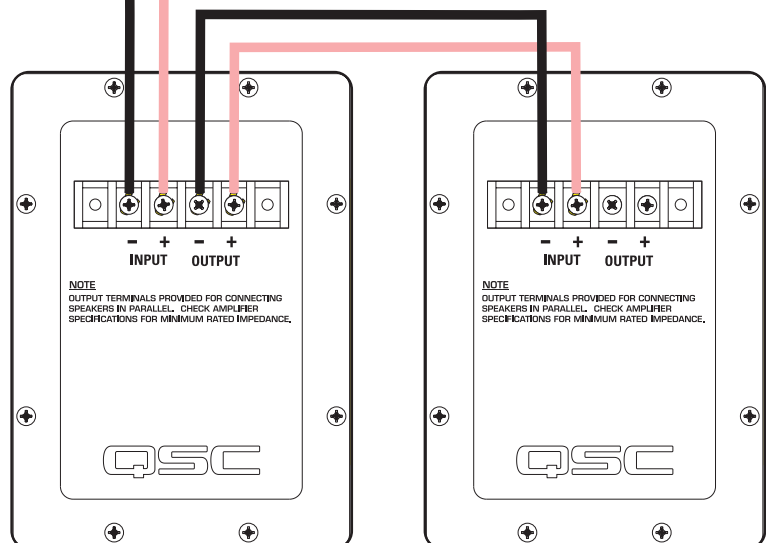 - + - +
INPUT OUTPUT
NOTE
OUTPUT TERMINALS PROVIDED FOR CONNECTING
SPEAKERS IN PARALLEL. CHECK AMPLIFIER
SPECIFICATIONS FOR MINIMUM RATED IMPEDANCE.
QSC
- + - +
INPUT OUTPUT
NOTE
OUTPUT TERMINALS PROVIDED FOR CONNECTING
SPEAKERS IN PARALLEL. CHECK AMPLIFIER
SPECIFICATIONS FOR MINIMUM RATED IMPEDANCE.
QSC